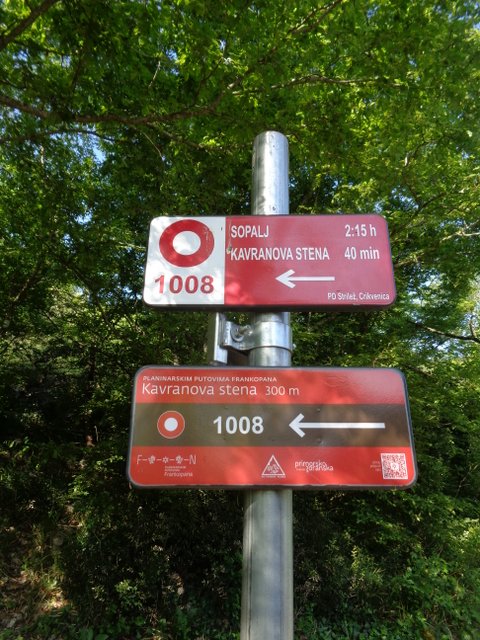 SOPALJ 2:15 h
KAVRANOVA STENA 40 min
1008
PD Strilež, Crikvenica
PLANINARSKIM PUTOVIMA FRANKOPANA
Kavranova stena 300 m
1008
F N
Frankopana
primorsko
goranska